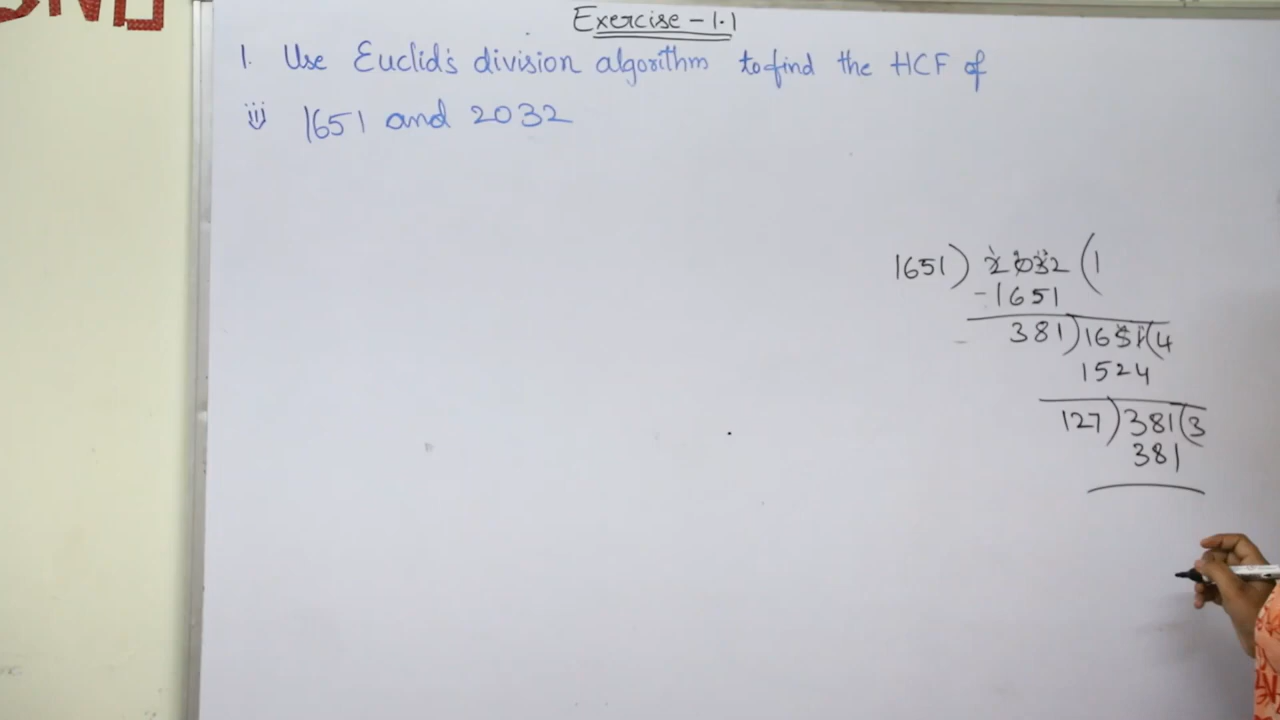 Exercise - 1.1
1. Use Euclid's division algorithm to find the HCF of
iii) 1651 and 2032
1651 ) 2032 ( 1
-1651
381 ) 1651 ( 4
1524
127 ) 381 ( 3
381